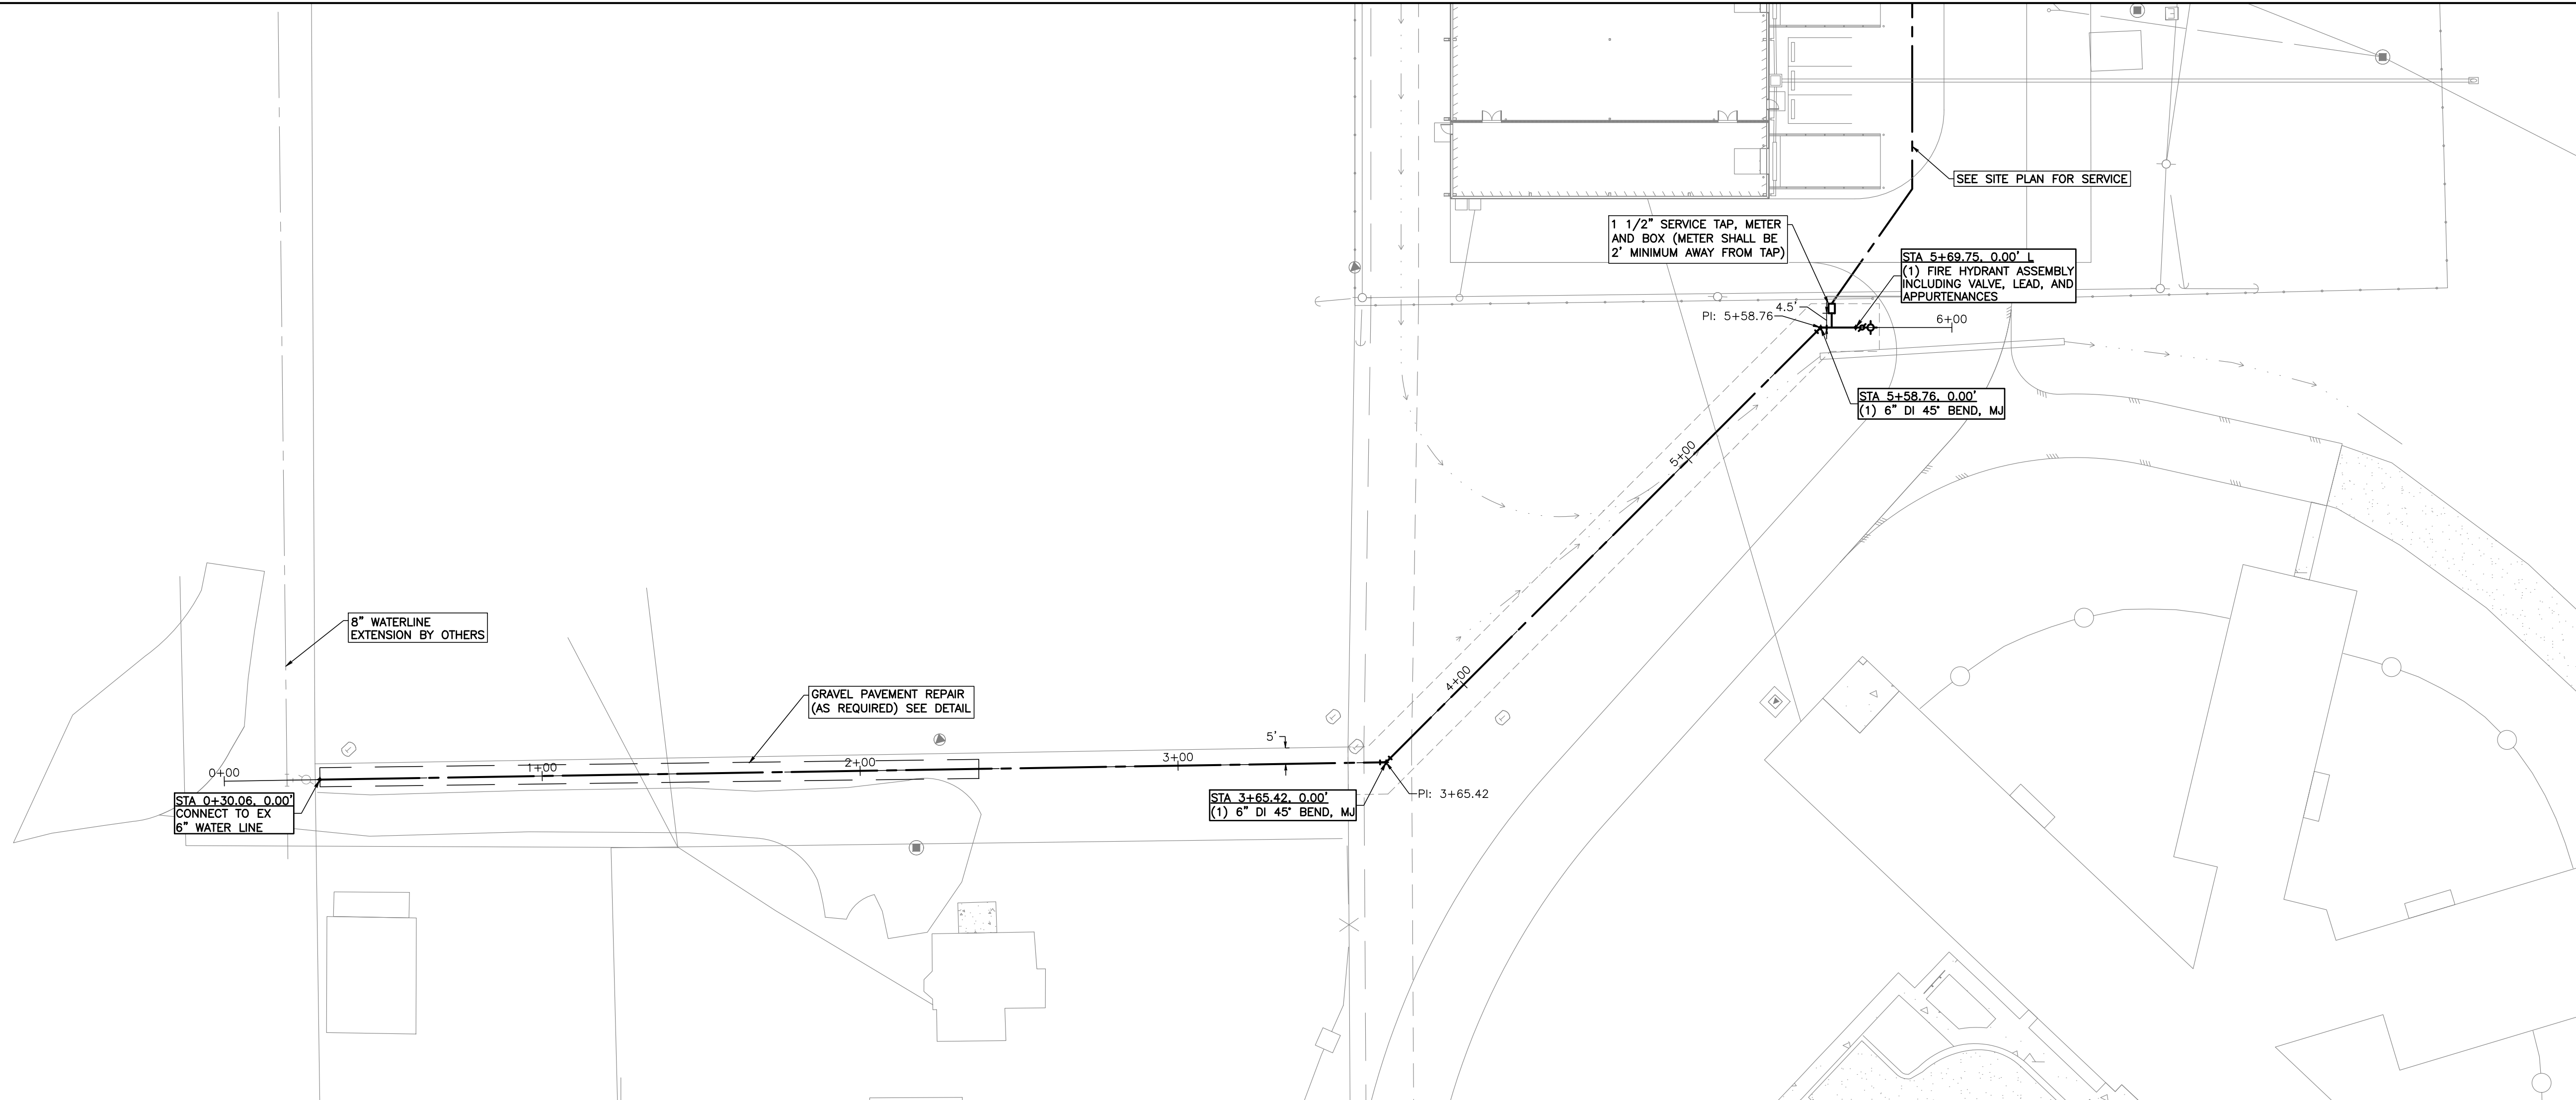 SEE SITE PLAN FOR SERVICE
1 1/2" SERVICE TAP, METER
AND BOX (METER SHALL BE
2' MINIMUM AWAY FROM TAP)
STA 5+69.75, 0.00' L
(1) FIRE HYDRANT ASSEMBLY
INCLUDING VALVE, LEAD, AND
APPURTENANCES
4.5'
PI: 5+58.76
6+00
STA 5+58.76, 0.00'
(1) 6" DI 45° BEND, MJ
5+00
4+00
8" WATERLINE
EXTENSION BY OTHERS
GRAVEL PAVEMENT REPAIR
(AS REQUIRED) SEE DETAIL
5'
0+00
1+00
2+00
3+00
STA 0+30.06, 0.00'
CONNECT TO EX
6" WATER LINE
STA 3+65.42, 0.00'
(1) 6" DI 45° BEND, MJ
PI: 3+65.42